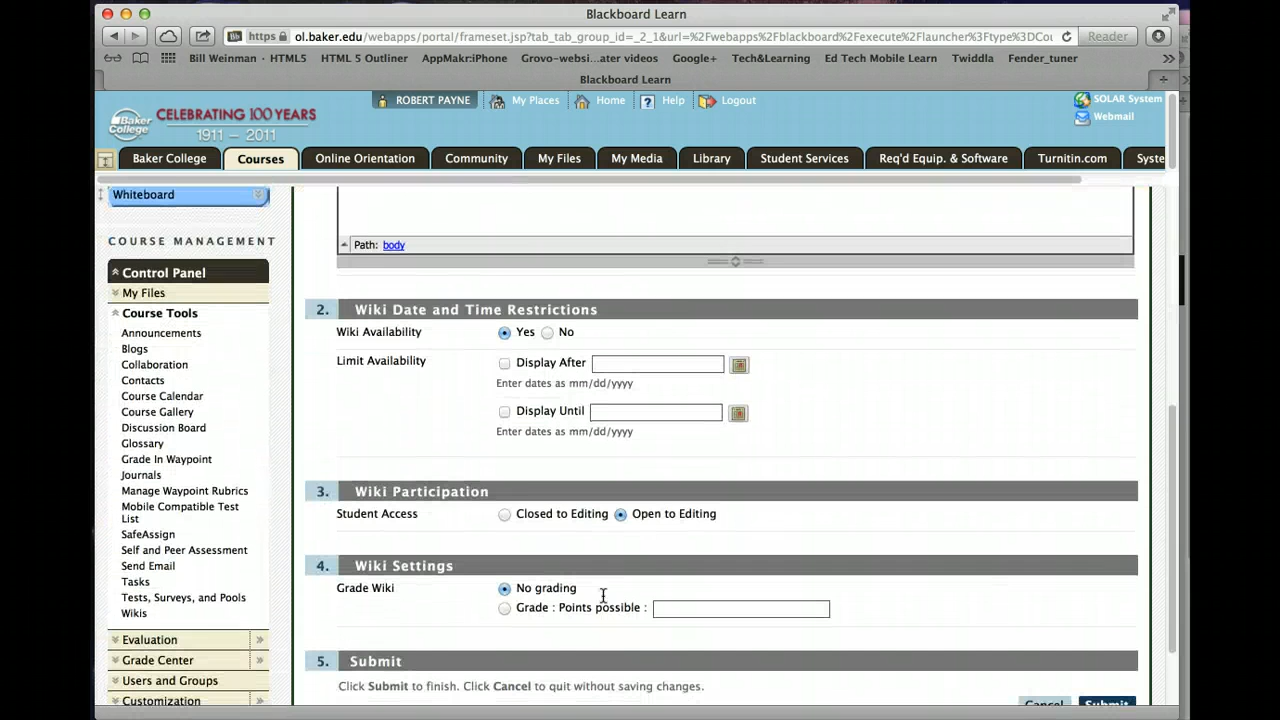 Blackboard Learn
https ol.baker.edu/webapps/portal/frameset.jsp?tab_tab_group_id=_2_1&url=%2Fwebapps%2Fblackboard%2Fexecute%2Flauncher%3Ftype%3DCou
Reader
Bill Weinman · HTML5 HTML 5 Outliner AppMakr:iPhone Grovo-websi...ater videos Google+ Tech&Learning Ed Tech Mobile Learn Twiddla Fender_tuner
Blackboard Learn
Baker College
CELEBRATING 100 YEARS
1911 – 2011
ROBERT PAYNE My Places Home Help Logout
SOLAR System
Webmail
Baker College Courses Online Orientation Community My Files My Media Library Student Services Req'd Equip. & Software Turnitin.com Syste
Whiteboard
COURSE MANAGEMENT
Control Panel
My Files
Course Tools
Announcements
Blogs
Collaboration
Contacts
Course Calendar
Course Gallery
Discussion Board
Glossary
Grade In Waypoint
Journals
Manage Waypoint Rubrics
Mobile Compatible Test
List
SafeAssign
Self and Peer Assessment
Send Email
Tasks
Tests, Surveys, and Pools
Wikis
Evaluation
Grade Center
Users and Groups
Customization
Path: body
2. Wiki Date and Time Restrictions
Wiki Availability Yes No
Limit Availability Display After
Enter dates as mm/dd/yyyy
Display Until
Enter dates as mm/dd/yyyy
3. Wiki Participation
Student Access Closed to Editing Open to Editing
4. Wiki Settings
Grade Wiki No grading
Grade : Points possible :
5. Submit
Click Submit to finish. Click Cancel to quit without saving changes.
Cancel Submit